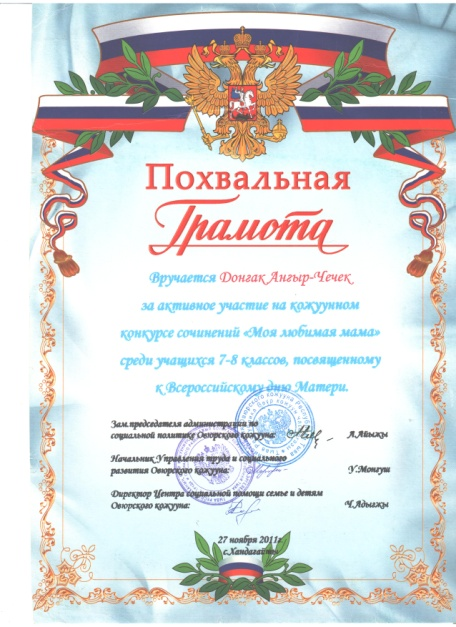 Похвальная
Грамота
Вручается Донгак Ангыр-Чечек
за активное участие на кожуунном
конкурсе сочинений «Моя любимая мама»
среди учащихся 7-8 классов, посвященному
к Всероссийскому дню Матери.
Зам.председателя администрации по
социальной политике Овюрского кожууна: А.Айыжы
Начальник Управления труда и социального
развития Овюрского кожууна: У.Монгуш
Директор Центра социальной помощи семье и детям
Овюрского кожууна: Ч.Адыгжы
27 ноября 2011г.
с.Хандагайты